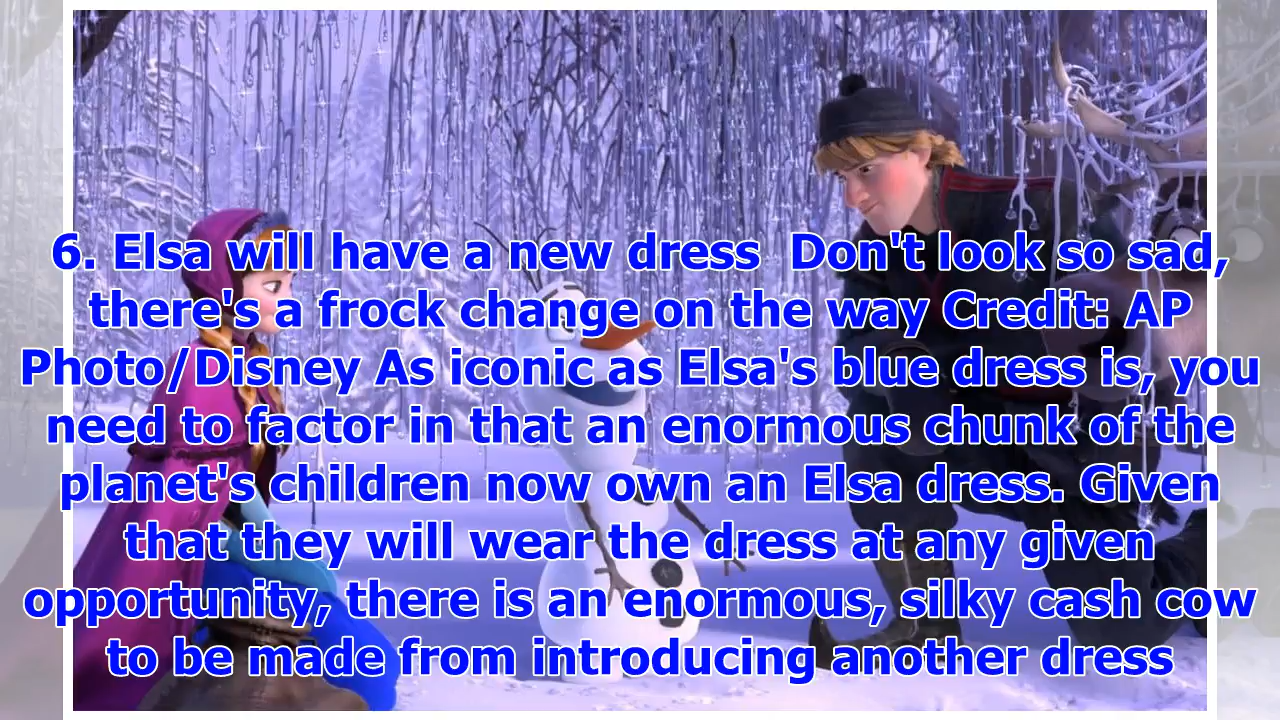 6. Elsa will have a new dress  Don't look so sad,
there's a frock change on the way Credit: AP
Photo/Disney As iconic as Elsa's blue dress is, you
need to factor in that an enormous chunk of the
planet's children now own an Elsa dress. Given
that they will wear the dress at any given
opportunity, there is an enormous, silky cash cow
to be made from introducing another dress